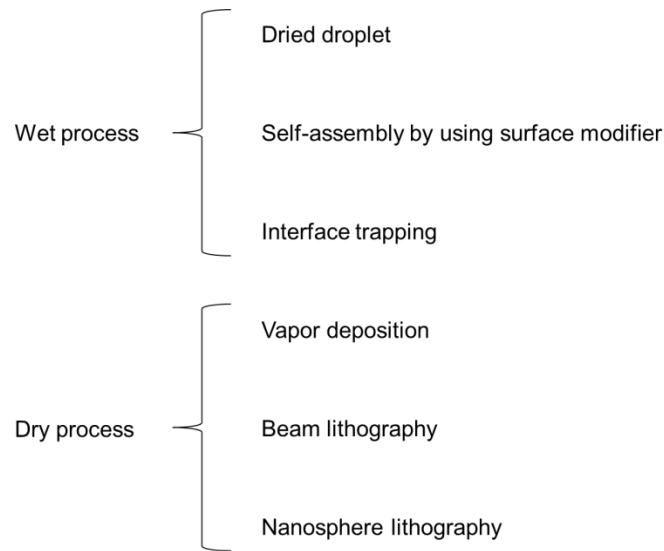 Dried droplet
Wet process
Self-assembly by using surface modifier
Interface trapping
Vapor deposition
Dry process
Beam lithography
Nanosphere lithography